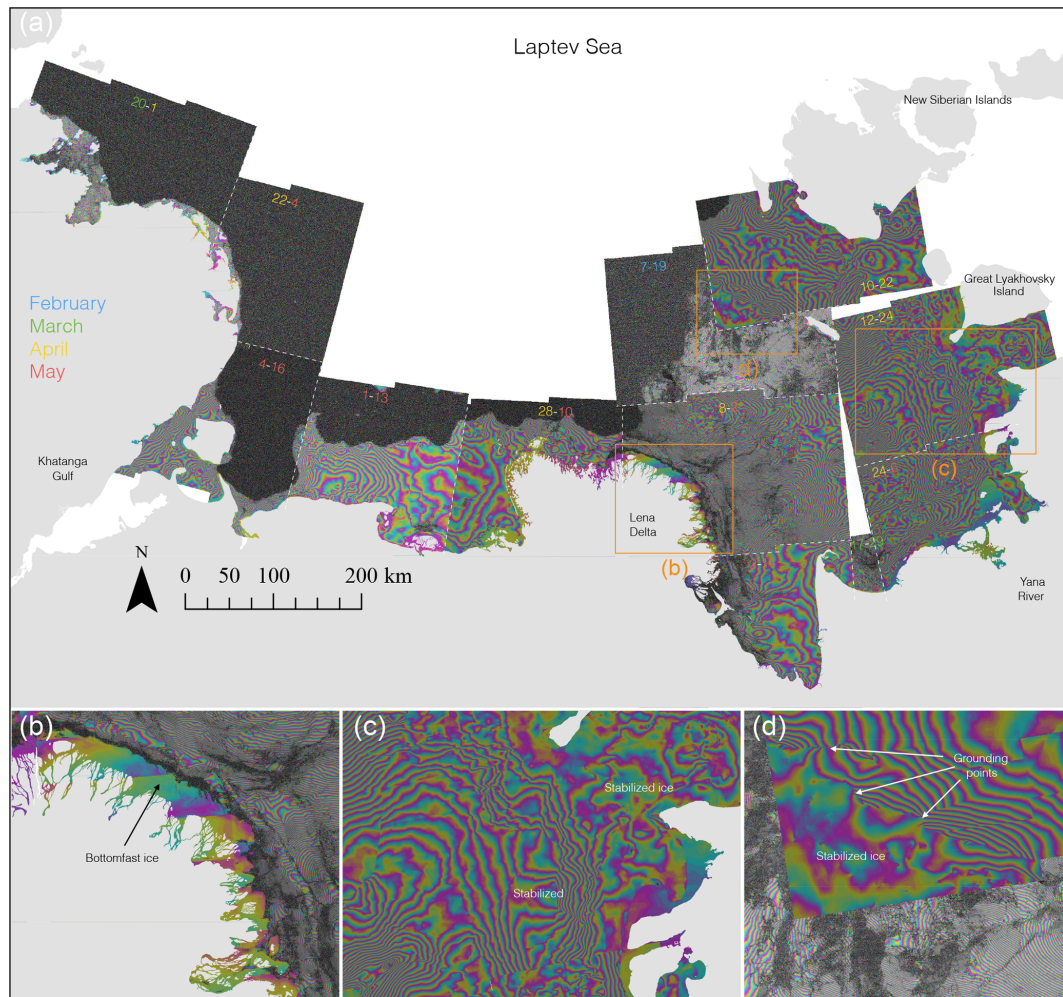 (a)
Laptev Sea
New Siberian Islands
20-1
22-4
7-19
10-22
Great Lyakhovsky
Island
12-24
February
March
April
May
4-16
1-13
28-10
(d)
(c)
Khatanga
Gulf
Lena
Delta
(b)
N
0 50 100 200 km
Yana
River
(b)
Bottomfast ice
(c)
Stabilized ice
Stabilized
(d)
Grounding
points
Stabilized ice